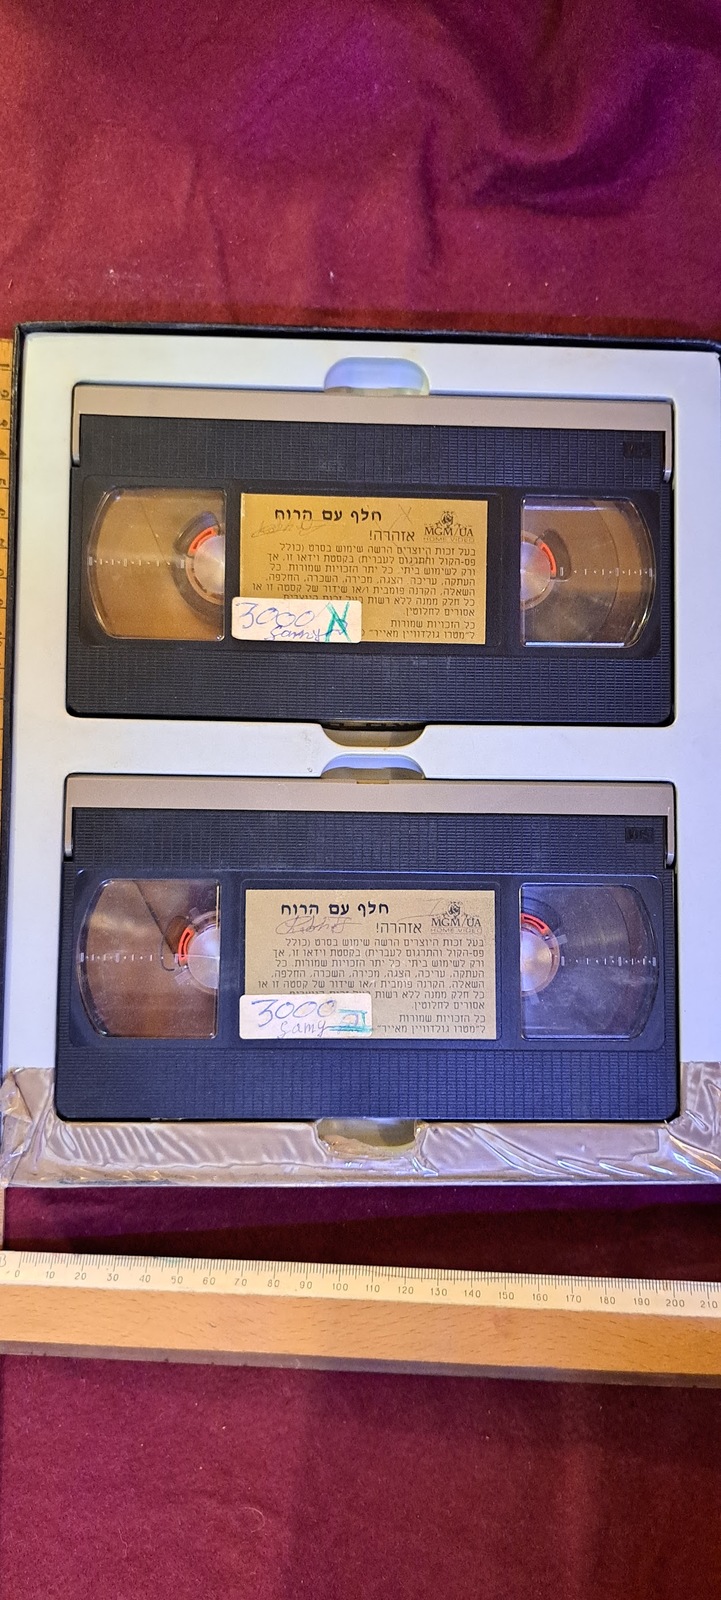 חלף עם הרוח
MGM/UA
HOME VIDEO
אזהרה!
בעל זכות היוצרים הרשה שימוש בסרט (כולל
פס-הקול והתרגום לעברית) בקסטת וידאו זו, אך
ורק לשימוש ביתי. כל יתר הזכויות שמורות. כל
העתקה, עריכה, הצגה, מכירה, השכרה, החלפה,
השאלה, הקרנה פומבית ו/או שידור של קסטה זו או
כל חלק ממנה ללא רשות
אסורים לחלוטין
כל הזכויות שמורות
ל"מטרו גולדווין מאייר"
3000
Samy
חלף עם הרוח
MGM/UA
HOME VIDEO
אזהרה!
בעל זכות היוצרים הרשה שימוש בסרט (כולל
פס-הקול והתרגום לעברית) בקסטת וידאו זו, אך
ורק לשימוש ביתי. כל יתר הזכויות שמורות. כל
העתקה, עריכה, הצגה, מכירה, השכרה, החלפה,
השאלה, הקרנה פומבית ו/או שידור של קסטה זו או
כל חלק ממנה ללא רשות
אסורים לחלוטין.
כל הזכויות שמורות
ל"מטרו גולדווין מאייר"
3000
Samy II
0 10 20 30 40 50 60 70 80 90 100 110 120 130 140 150 160 170 180 190 200 210